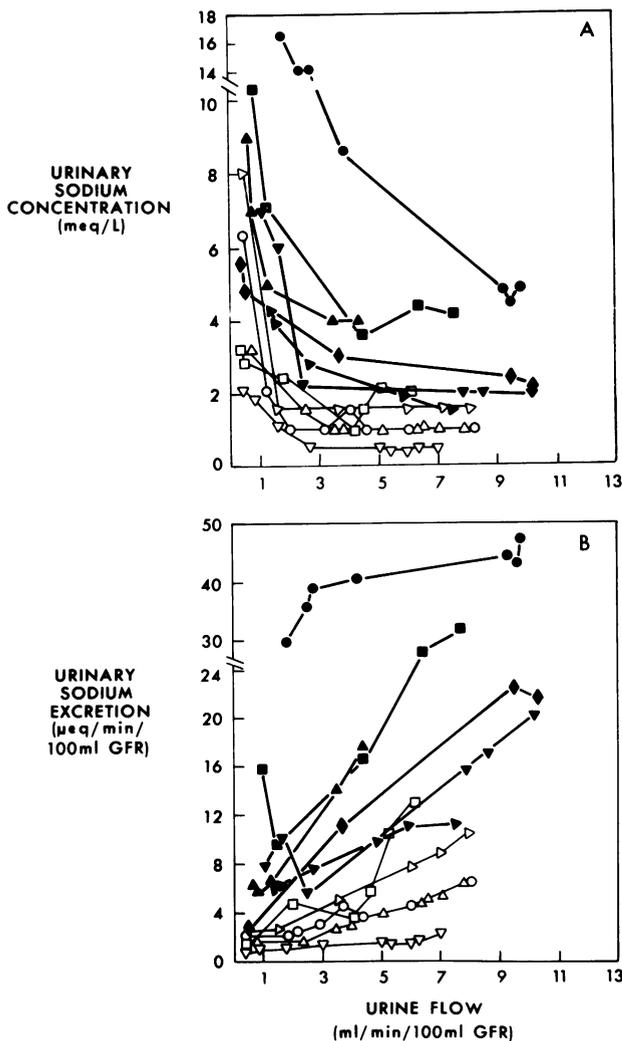 A
18
16
14
10
8
6
4
2
0
URINARY
SODIUM
CONCENTRATION
(meq/L)
1 3 5 7 9 11 13
B
50
40
30
24
20
16
12
8
4
0
URINARY
SODIUM
EXCRETION
(µeq/min/
100ml GFR)
1 3 5 7 9 11 13
URINE FLOW
(ml/min/100ml GFR)